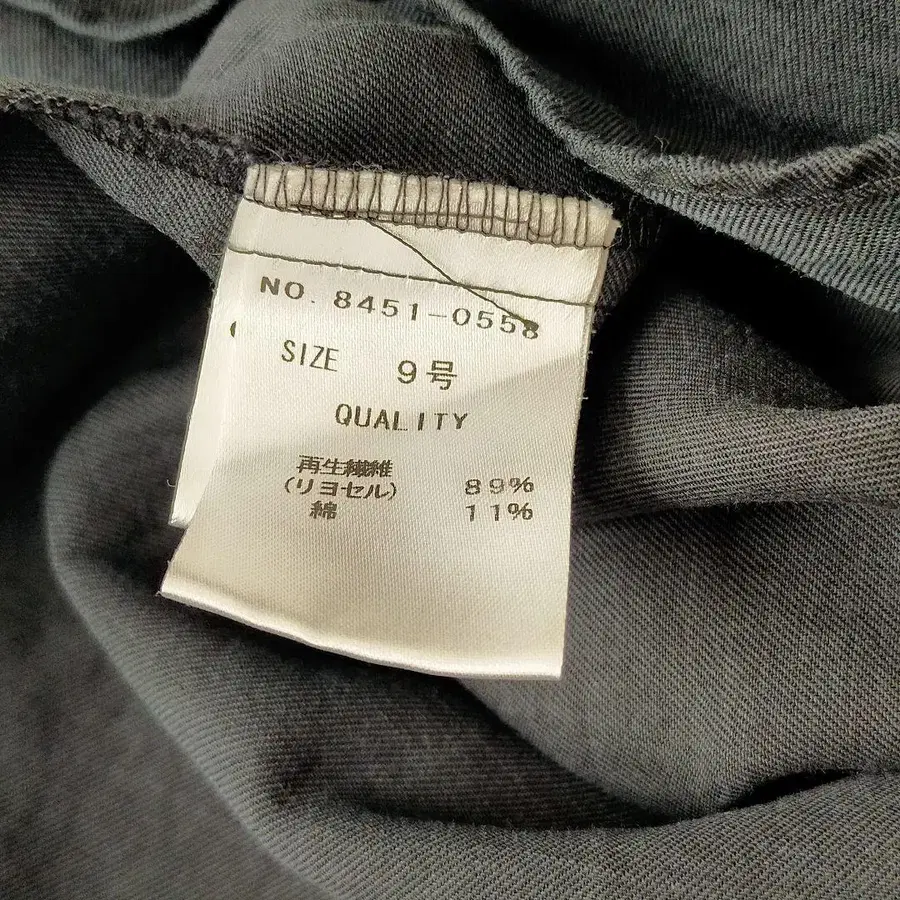 NO. 8451-0558
SIZE 9号
QUALITY
再生繊維
(リヨセル) 89%
綿 11%